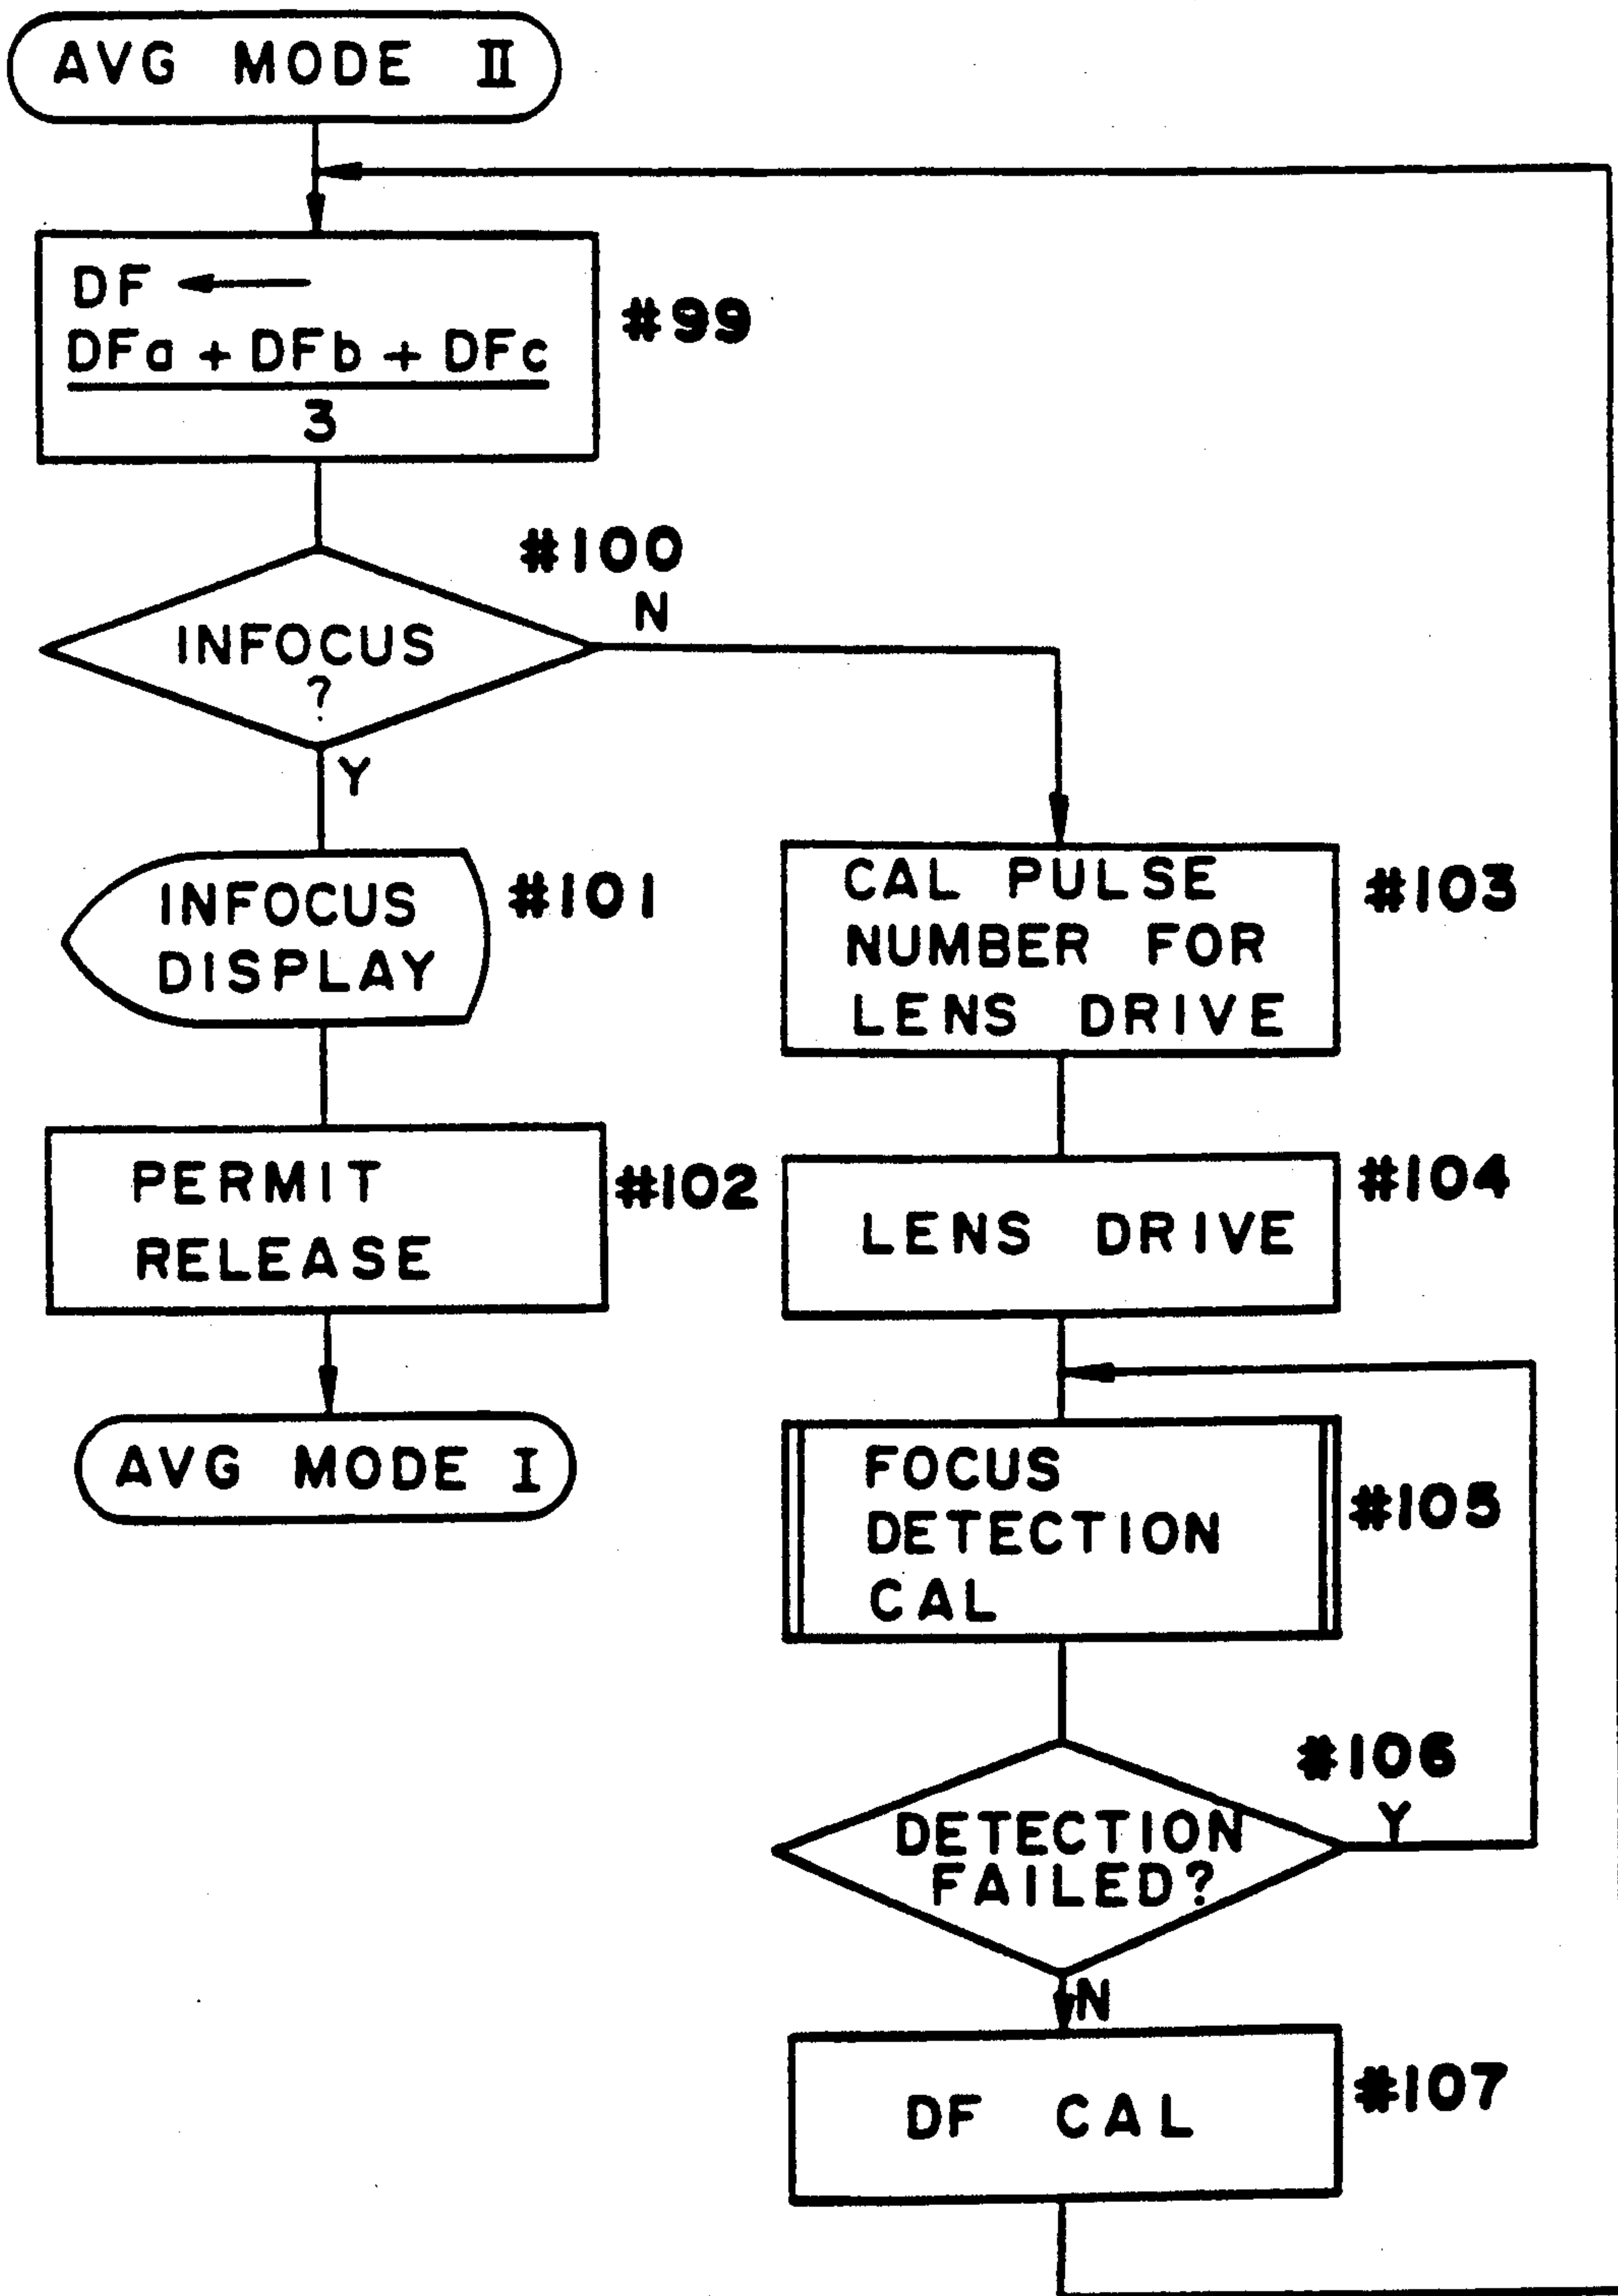 AVG MODE II
DF ←
DFa + DFb + DFc
3
#99
#100
N
INFOCUS
?
Y
INFOCUS
DISPLAY
#101
PERMIT
RELEASE
#102
AVG MODE I
CAL PULSE
NUMBER FOR
LENS DRIVE
#103
LENS DRIVE
#104
FOCUS
DETECTION
CAL
#105
#106
Y
DETECTION
FAILED?
N
DF CAL
#107